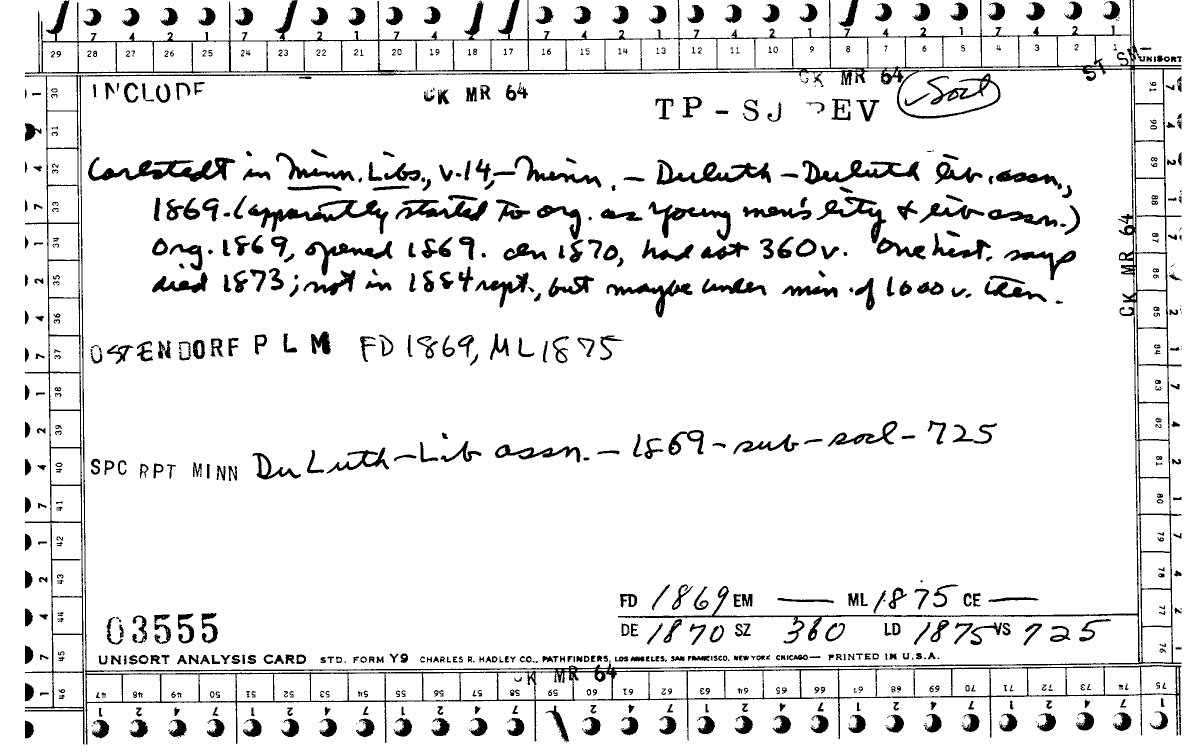 7 4 2 1 7 4 2 1 7 4 2 1 7 4 2 1 7 4 2 1 7 4 2 1 7 4 2 1
29 28 27 26 25 24 23 22 21 20 19 18 17 16 15 14 13 12 11 10 9 8 7 6 5 4 3 2 1
UNISORT
INCLUDE CK MR 64 CK MR 64 ST SH
TP-SJ REV Socl
Carlstedt in Minn. Libs., v.14,-Minn. - Duluth - Duluth lib. assn.,
1869. (apparently started to org. as Young men's lity & lib assn.)
Org. 1869, opened 1869. in 1870, had abt 360 v. One hist. says
died 1873; not in 1884 rept., but maybe under min. of 1000 v. then.
OSTENDORF P L M FD 1869, ML 1875
SPC RPT MINN DuLuth-Lib assn. - 1869-sub-socl-725
CK MR 64
FD 1869 EM — ML 1875 CE —
03555 DE 1870 SZ 360 LD 1875 VS 725
UNISORT ANALYSIS CARD STD. FORM Y9 CHARLES R. HADLEY CO., PATHFINDERS, LOS ANGELES, SAN FRANCISCO, NEW YORK CHICAGO— PRINTED IN U.S.A.
CK MR 64
30 31 32 33 34 35 36 37 38 39 40 41 42 43 44 45 46
47 48 49 50 51 52 53 54 55 56 57 58 59 60 61 62 63 64 65 66 67 68 69 70 71 72 73 74 75
76 77 78 79 80 81 82 83 84 85 86 87 88 89 90 91